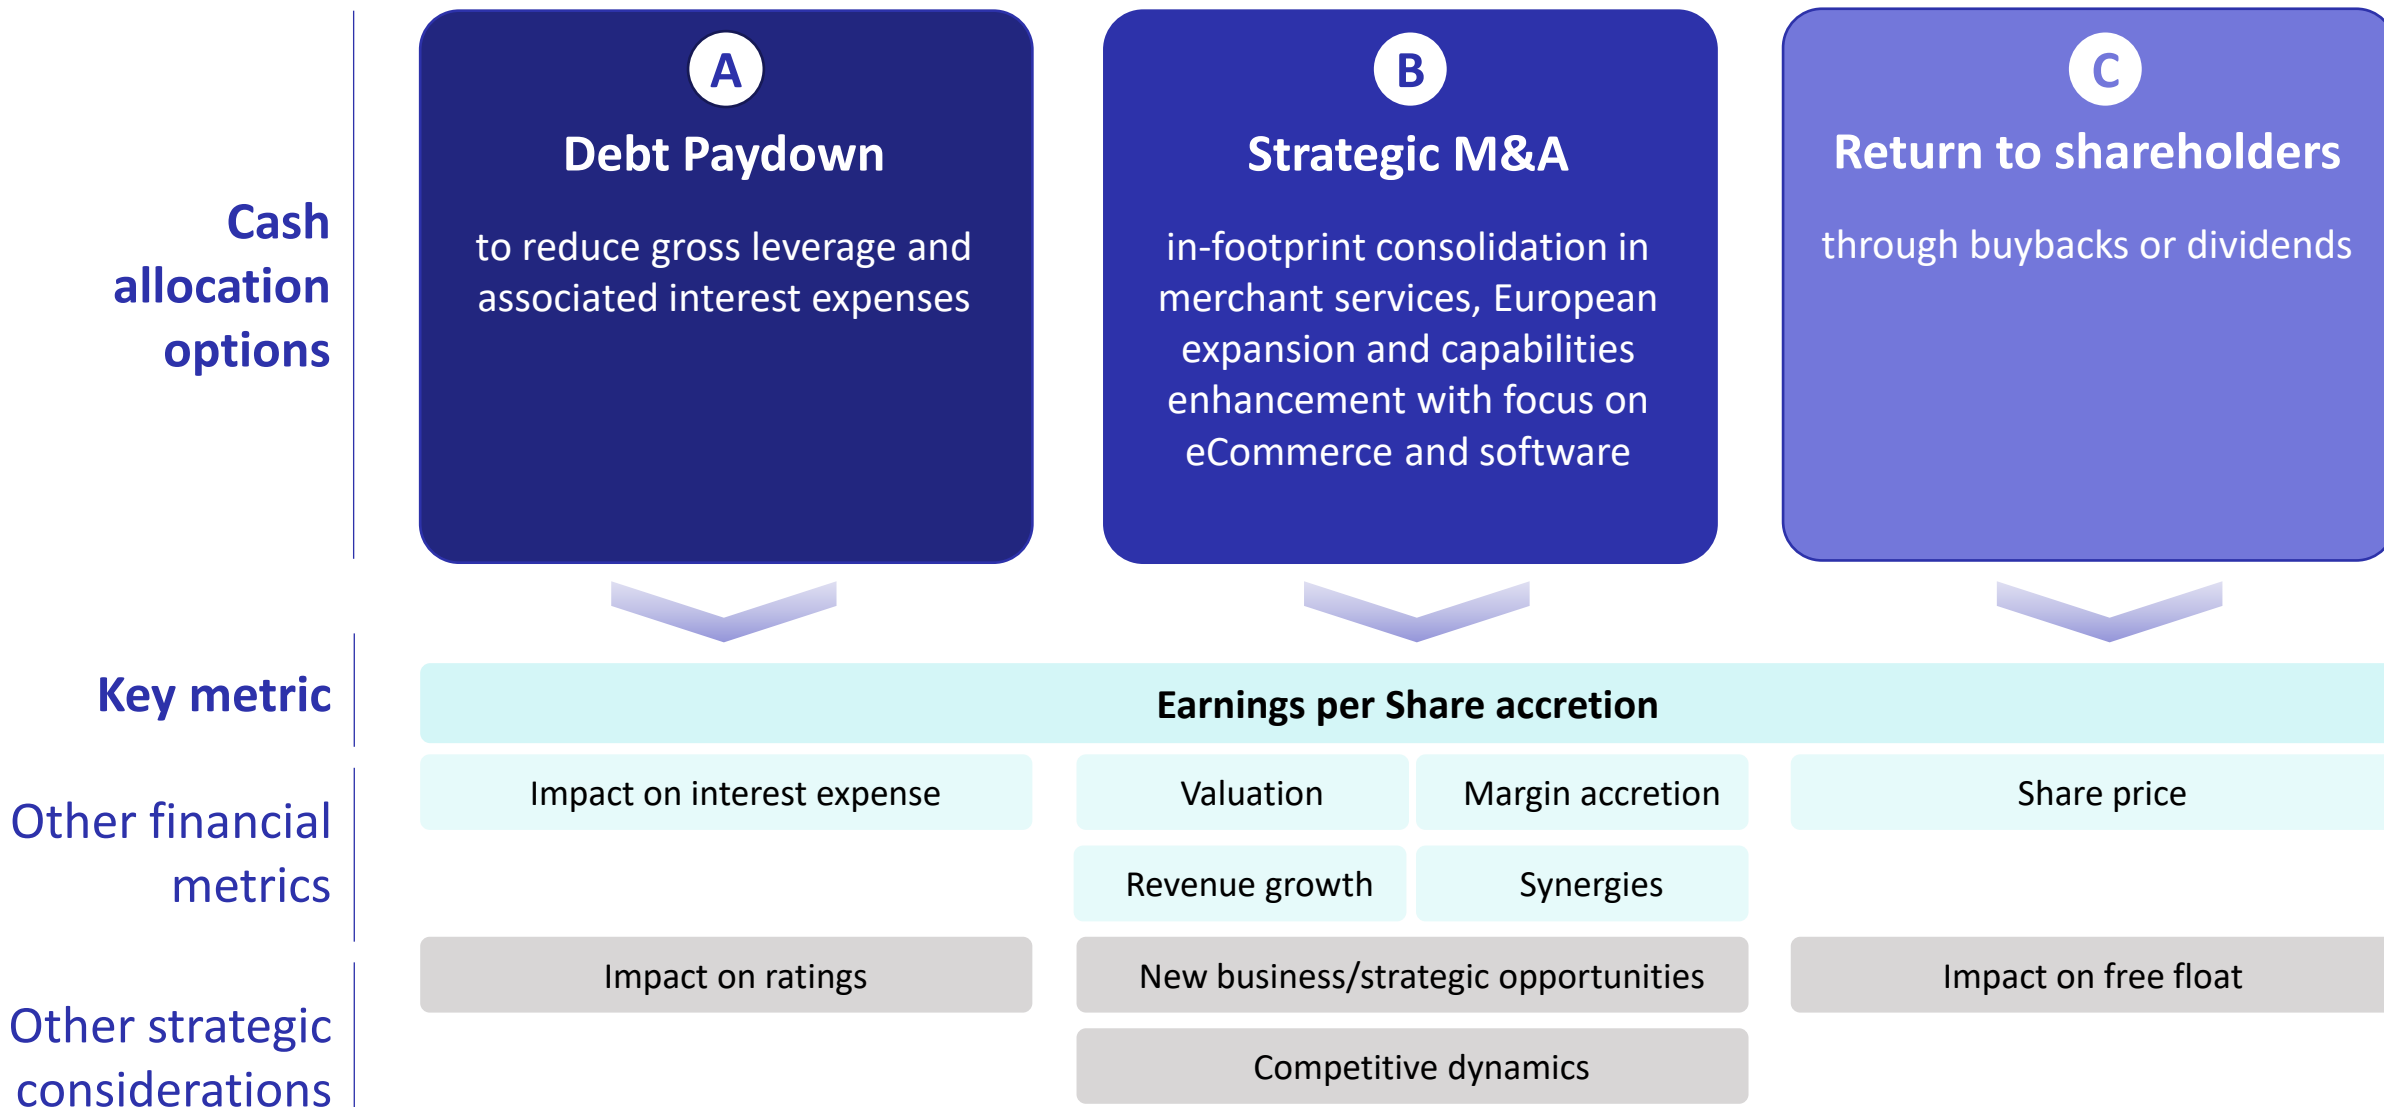 Cash
allocation
options
A
Debt Paydown
to reduce gross leverage and
associated interest expenses
B
Strategic M&A
in-footprint consolidation in
merchant services, European
expansion and capabilities
enhancement with focus on
eCommerce and software
C
Return to shareholders
through buybacks or dividends
Key metric
Earnings per Share accretion
Other financial
metrics
Impact on interest expense
Valuation
Margin accretion
Share price
Revenue growth
Synergies
Other strategic
considerations
Impact on ratings
New business/strategic opportunities
Impact on free float
Competitive dynamics